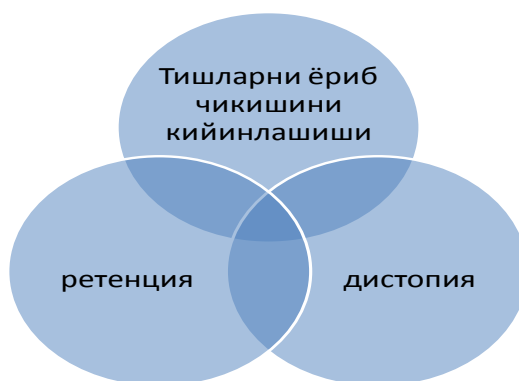 Тишларни ёриб
чикишини
кийинлашиши
ретенция
дистопия